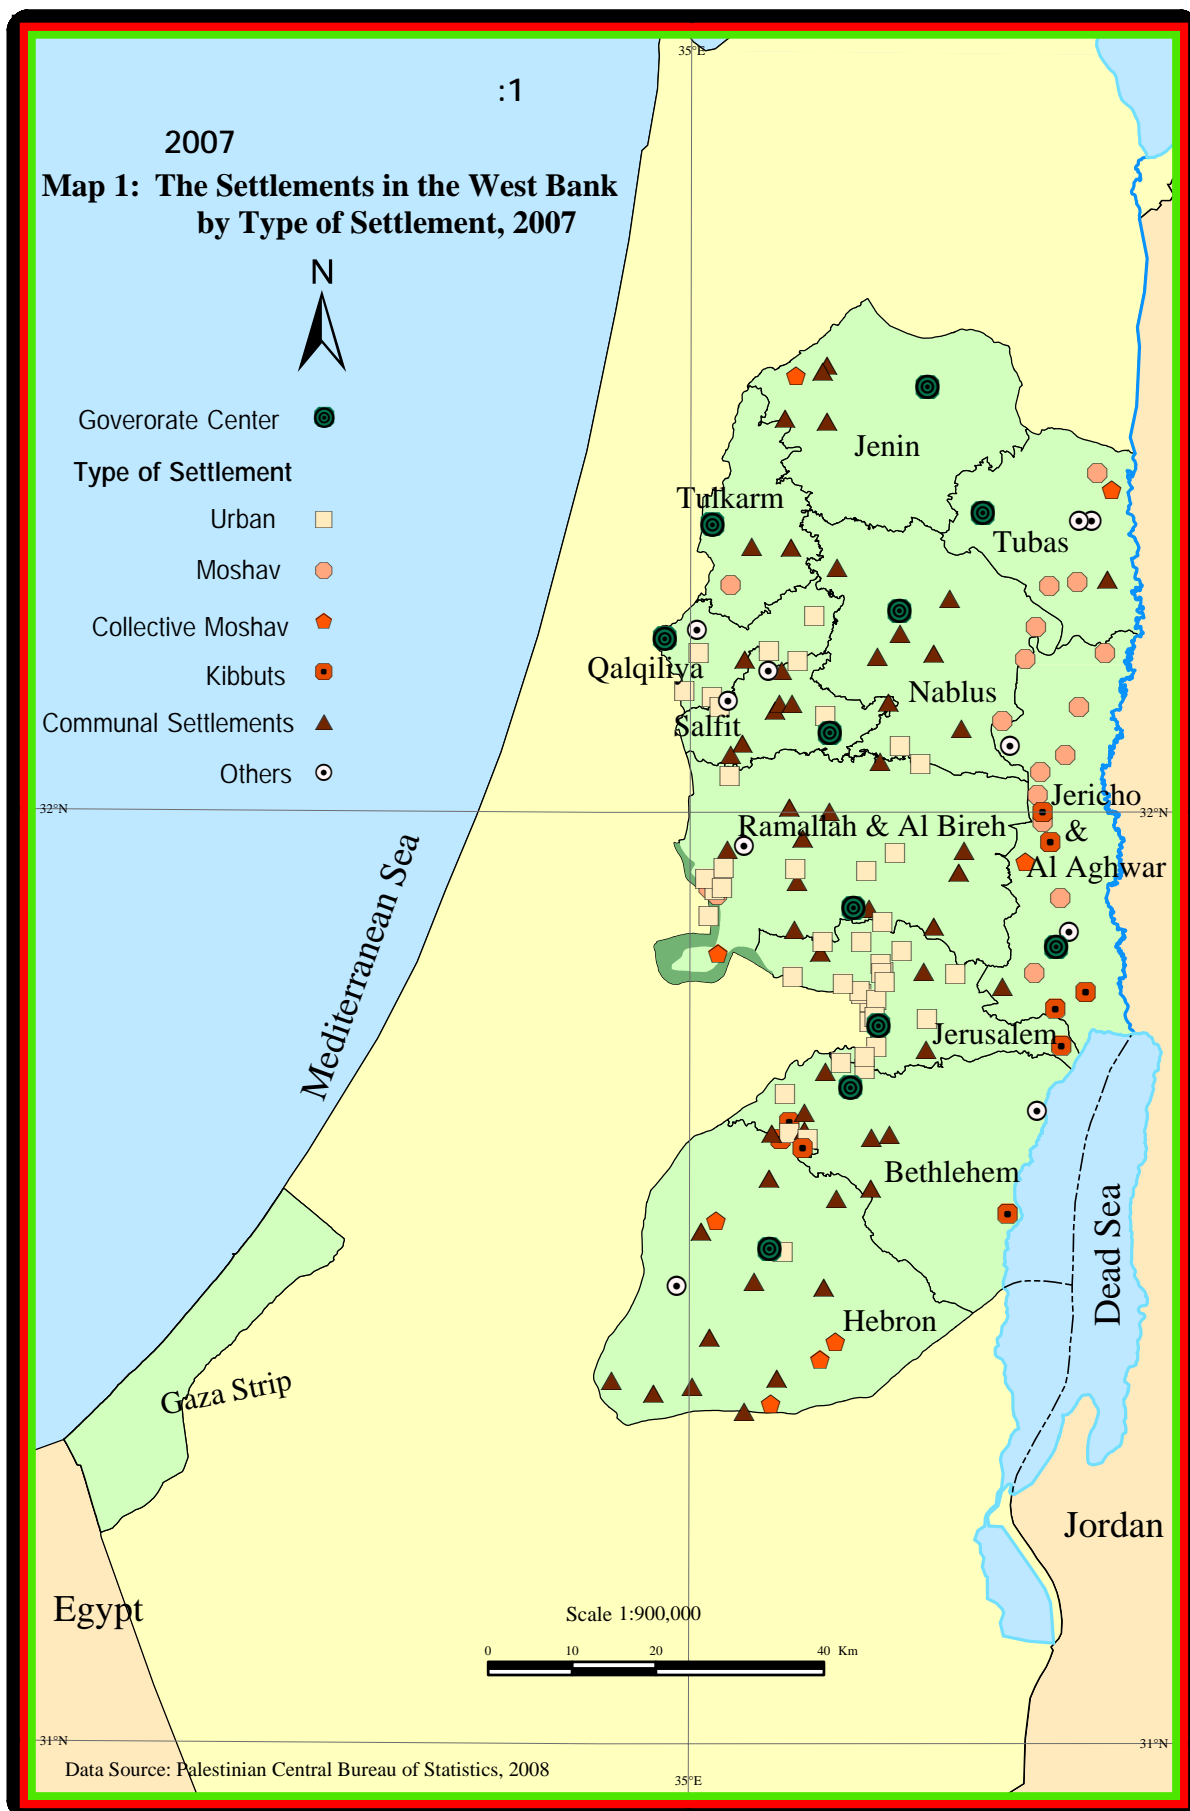 35°E
:1
2007
Map 1: The Settlements in the West Bank
by Type of Settlement, 2007
N
Goverorate Center
Type of Settlement
Urban
Moshav
Collective Moshav
Kibbuts
Communal Settlements
Others
Jenin
Tulkarm
Tubas
Qalqiliya
Nablus
Salfit
32°N
32°N
Jericho
&
Al Aghwar
Ramallah & Al Bireh
Mediterranean Sea
Jerusalem
Bethlehem
Dead Sea
Hebron
Gaza Strip
Jordan
Egypt
Scale 1:900,000
0 10 20 40 Km
31°N
31°N
Data Source: Palestinian Central Bureau of Statistics, 2008
35°E